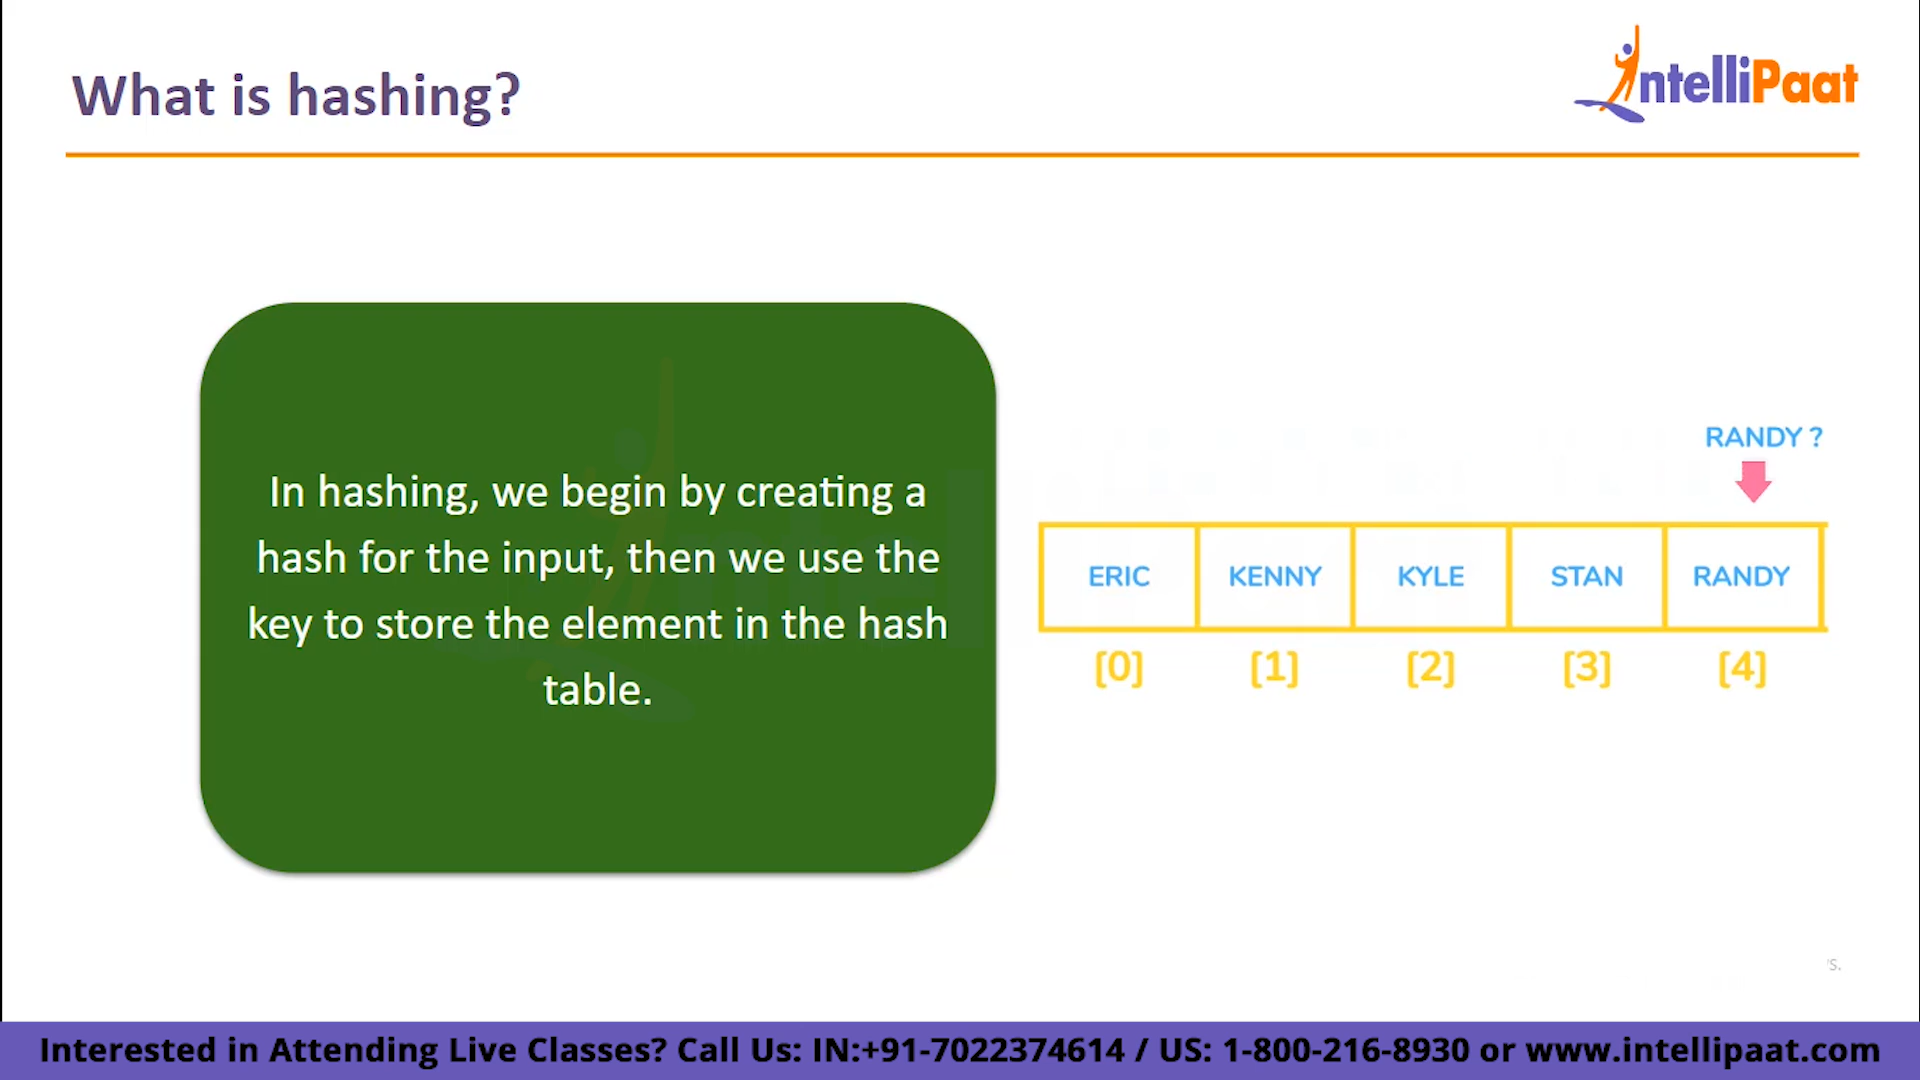 What is hashing?
IntelliPaat
In hashing, we begin by creating a
hash for the input, then we use the
key to store the element in the hash
table.
RANDY ?
ERIC KENNY KYLE STAN RANDY
[0] [1] [2] [3] [4]
Interested in Attending Live Classes? Call Us: IN:+91-7022374614 / US: 1-800-216-8930 or www.intellipaat.com